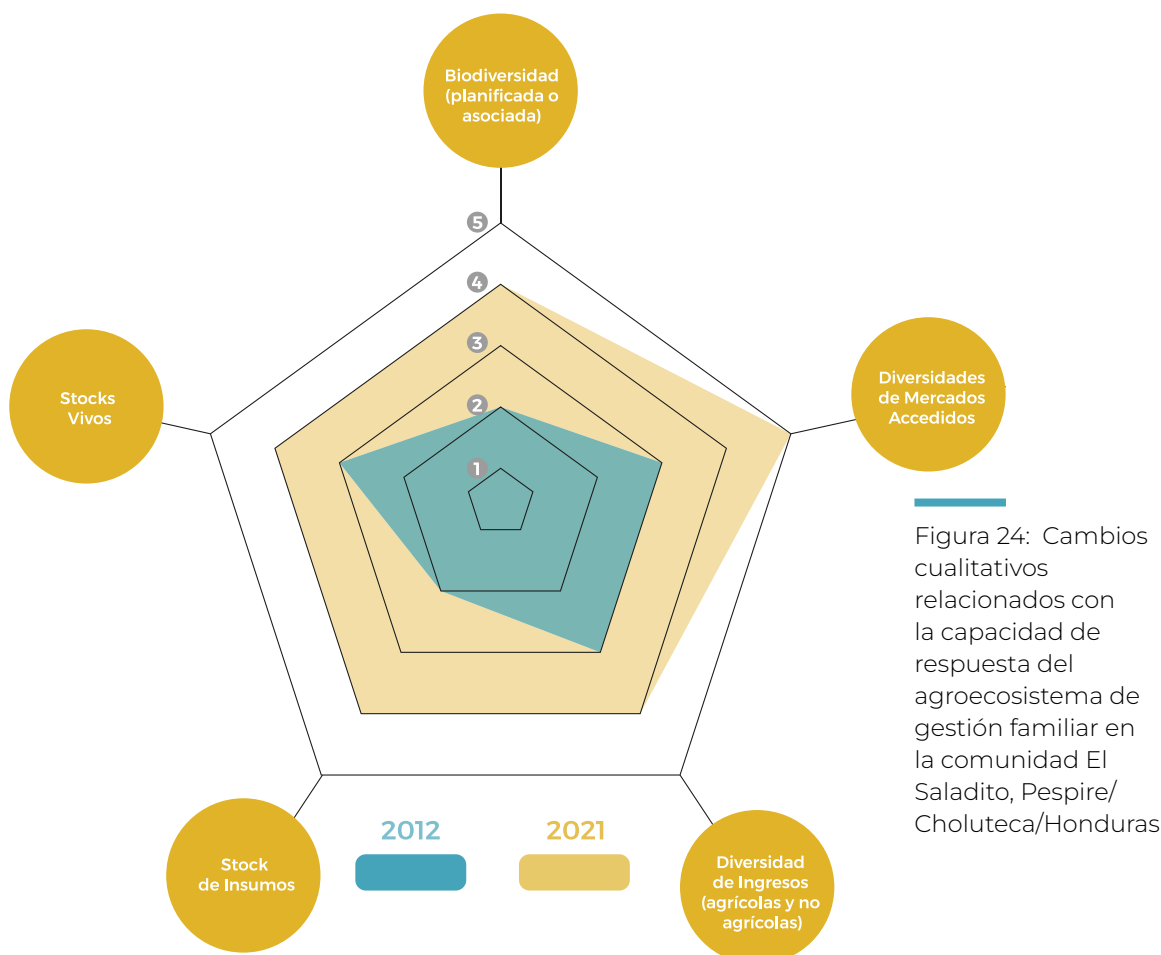 Biodiversidad
(planificada o
asociada)
5
4
3
2
1
Stocks
Vivos
Diversidades
de Mercados
Accedidos
Figura 24: Cambios
cualitativos
relacionados con
la capacidad de
respuesta del
agroecosistema de
gestión familiar en
la comunidad El
Saladito, Pespire/
Choluteca/Honduras
2012
2021
Stock
de Insumos
Diversidad
de Ingresos
(agrícolas y no
agrícolas)